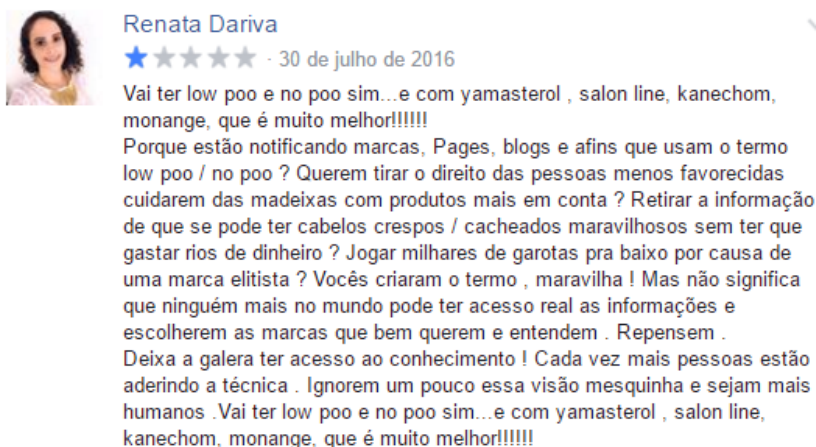 Renata Dariva
· 30 de julho de 2016
Vai ter low poo e no poo sim...e com yamasterol , salon line, kanechom,
monange, que é muito melhor!!!!!!
Porque estão notificando marcas, Pages, blogs e afins que usam o termo
low poo / no poo ? Querem tirar o direito das pessoas menos favorecidas
cuidarem das madeixas com produtos mais em conta ? Retirar a informação
de que se pode ter cabelos crespos / cacheados maravilhosos sem ter que
gastar rios de dinheiro ? Jogar milhares de garotas pra baixo por causa de
uma marca elitista ? Vocês criaram o termo , maravilha ! Mas não significa
que ninguém mais no mundo pode ter acesso real as informações e
escolherem as marcas que bem querem e entendem . Repensem .
Deixa a galera ter acesso ao conhecimento ! Cada vez mais pessoas estão
aderindo a técnica . Ignorem um pouco essa visão mesquinha e sejam mais
humanos .Vai ter low poo e no poo sim...e com yamasterol , salon line,
kanechom, monange, que é muito melhor!!!!!!